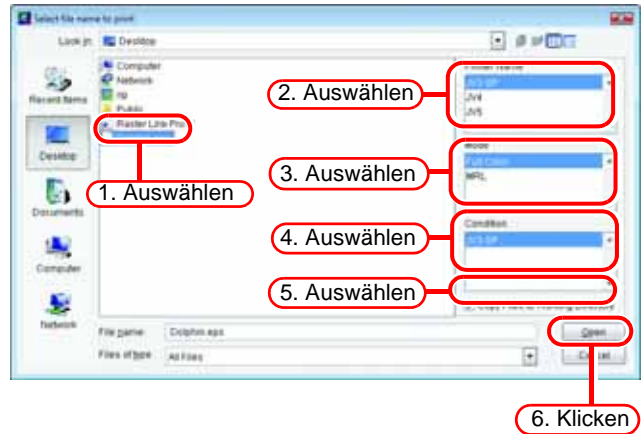 Select file name to print
Look in:
Desktop
Computer
Network
rip
Public
Raster Link Pro
Recent Items
Desktop
Documents
Computer
Network
Printer Name
JV3-SP
JV4
JV5
Mode
Full Color
MRL
Condition
JV3-SP
1. Auswählen
2. Auswählen
3. Auswählen
4. Auswählen
5. Auswählen
File name:
Dolphin.eps
Files of type:
All Files
Open
Cancel
6. Klicken